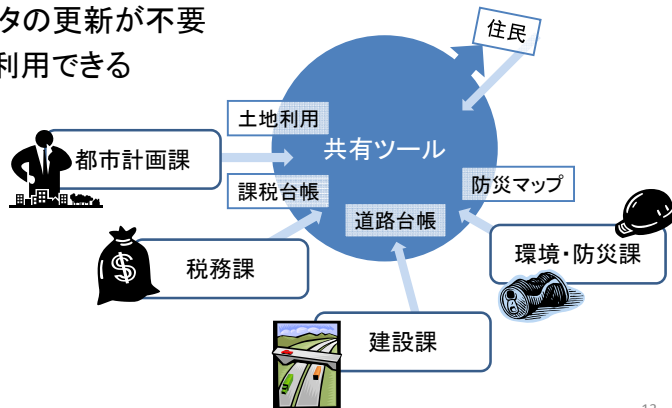 タの更新が不要
利用できる
住民
土地利用
共有ツール
都市計画課
課税台帳
防災マップ
道路台帳
環境・防災課
税務課
$
建設課